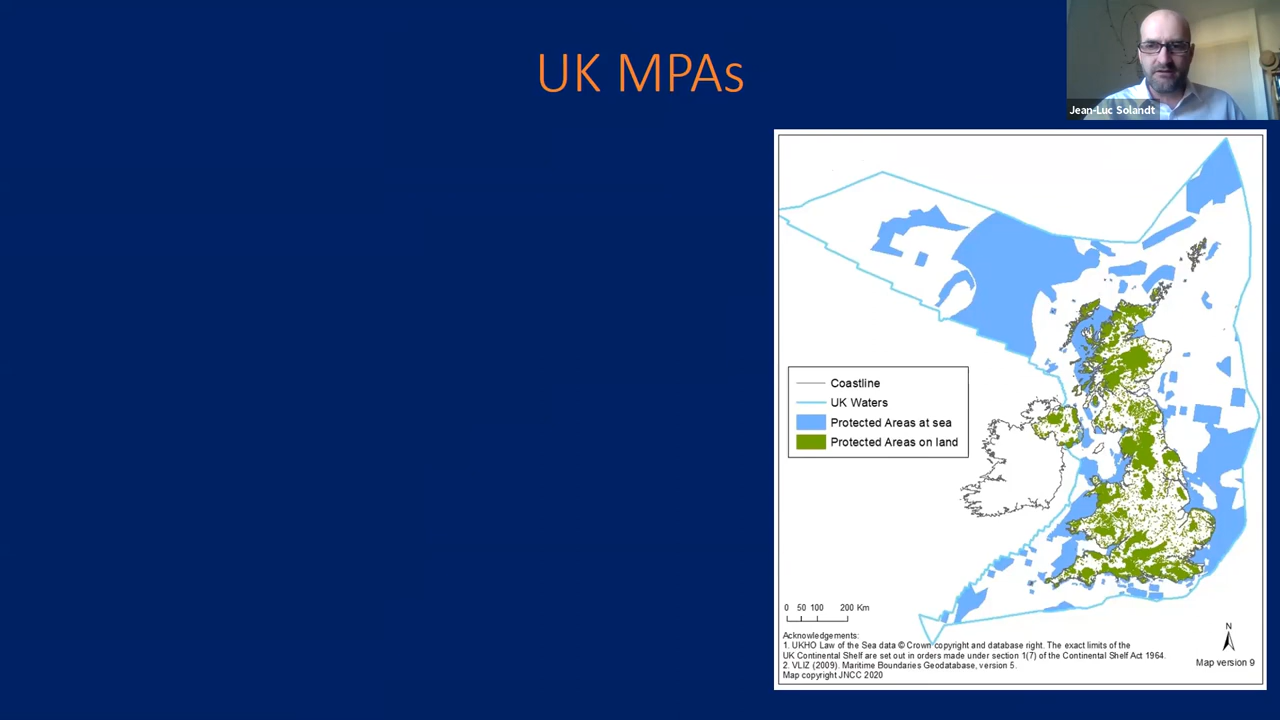 UK MPAs
Jean-Luc Solandt
Coastline
UK Waters
Protected Areas at sea
Protected Areas on land
0 50 100 200 Km
Acknowledgements:
1. UKHO Law of the Sea data © Crown copyright and database right. The exact limits of the
UK Continental Shelf are set out in orders made under section 1(7) of the Continental Shelf Act 1964.
2. VLIZ (2009). Maritime Boundaries Geodatabase, version 5.
Map copyright JNCC 2020
N
Map version 9